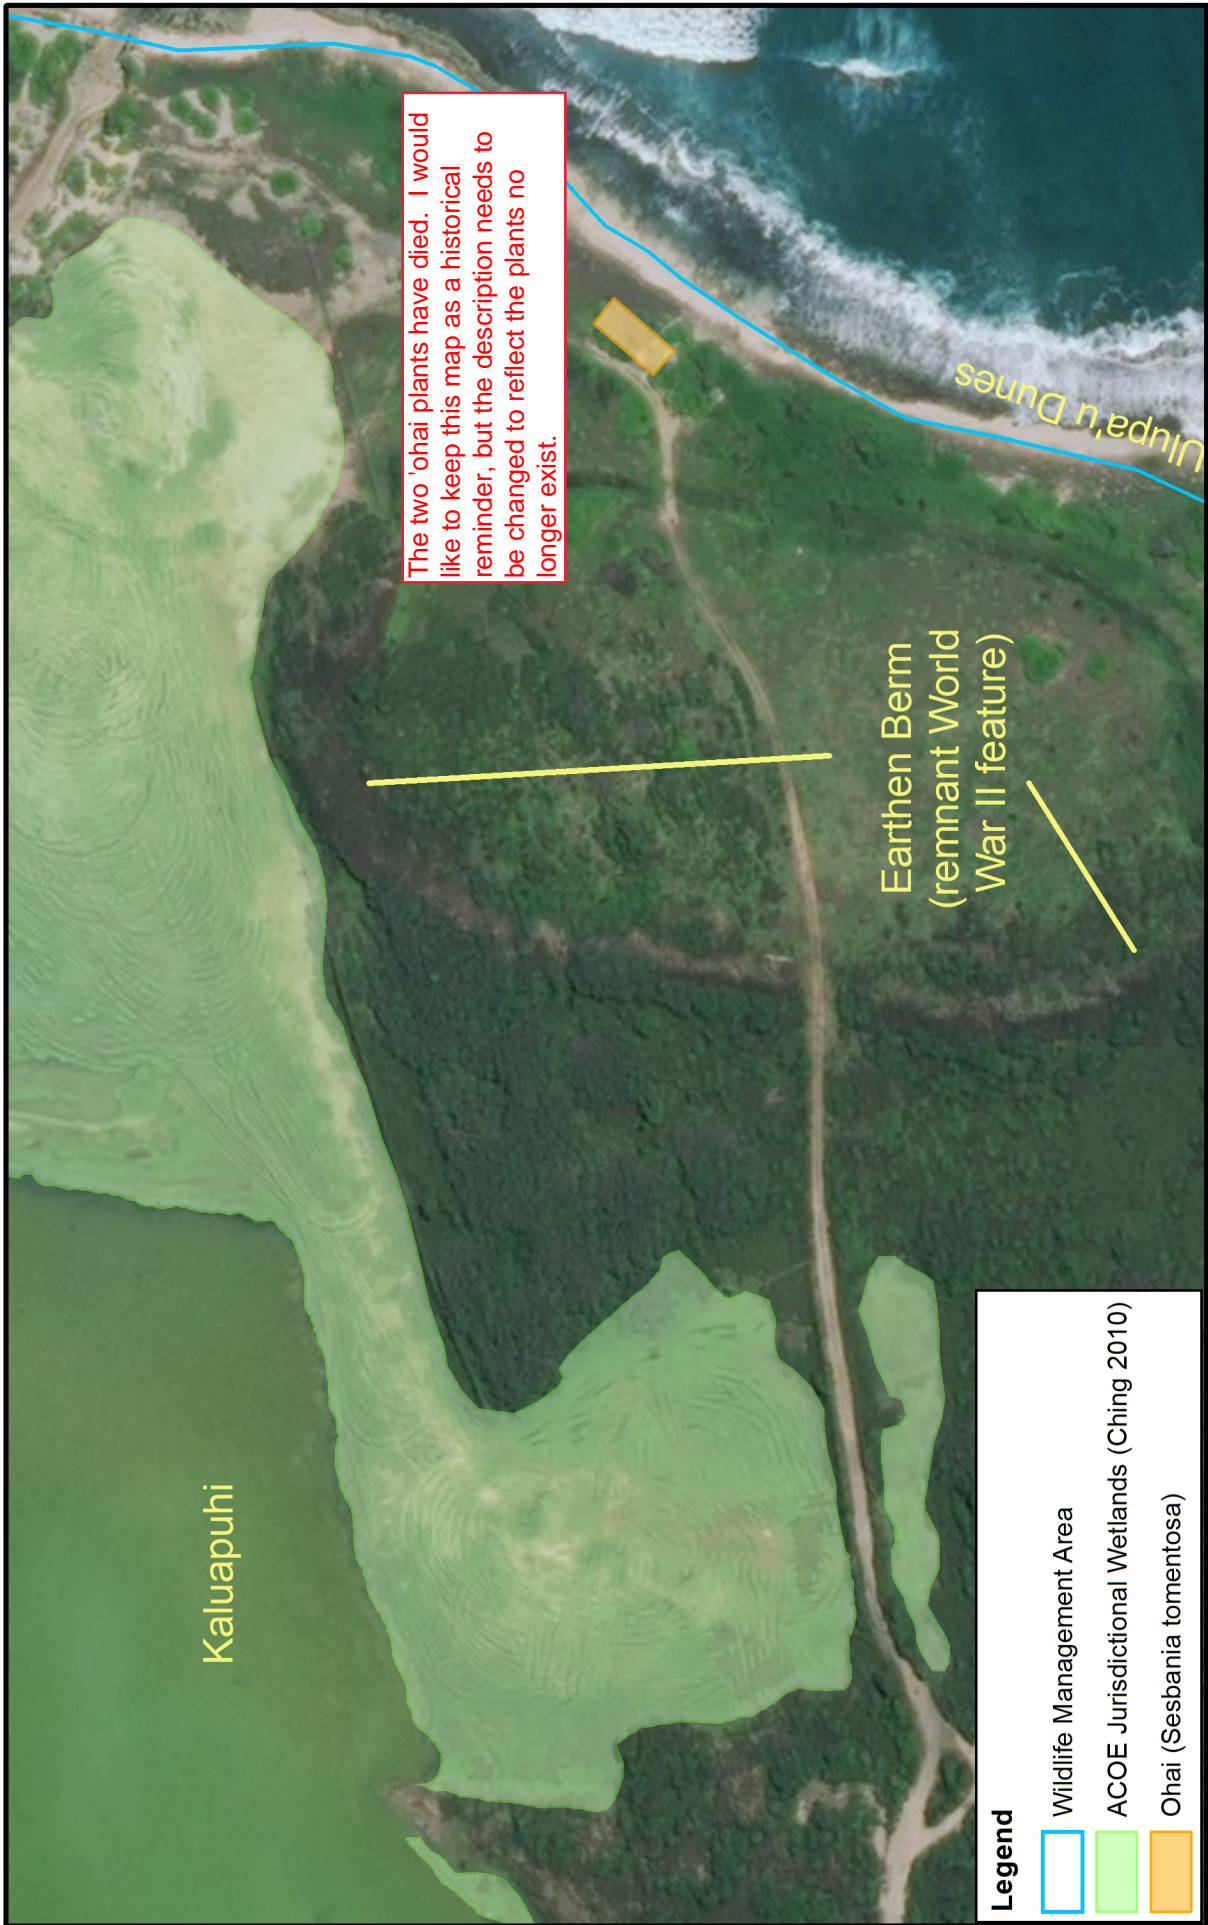 The two 'ohai plants have died.  I would
like to keep this map as a historical
reminder, but the description needs to
be changed to reflect the plants no
longer exist.
Ulupa'u Dunes
Earthen Berm
(remnant World
War II feature)
Kaluapuhi
Legend
Wildlife Management Area
ACOE Jurisdictional Wetlands (Ching 2010)
Ohai (Sesbania tomentosa)